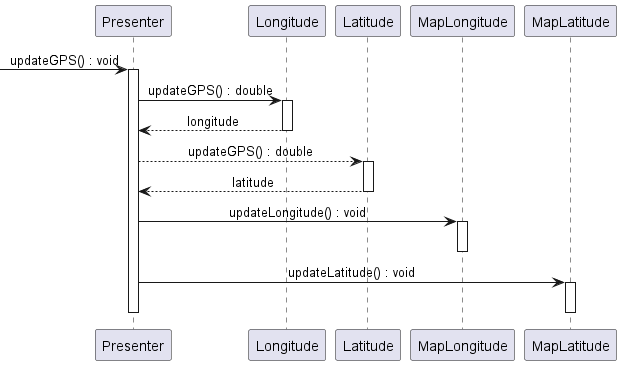 Presenter Longitude Latitude MapLongitude MapLatitude
updateGPS() : void
updateGPS() : double
longitude
updateGPS() : double
latitude
updateLongitude() : void
updateLatitude() : void
Presenter Longitude Latitude MapLongitude MapLatitude